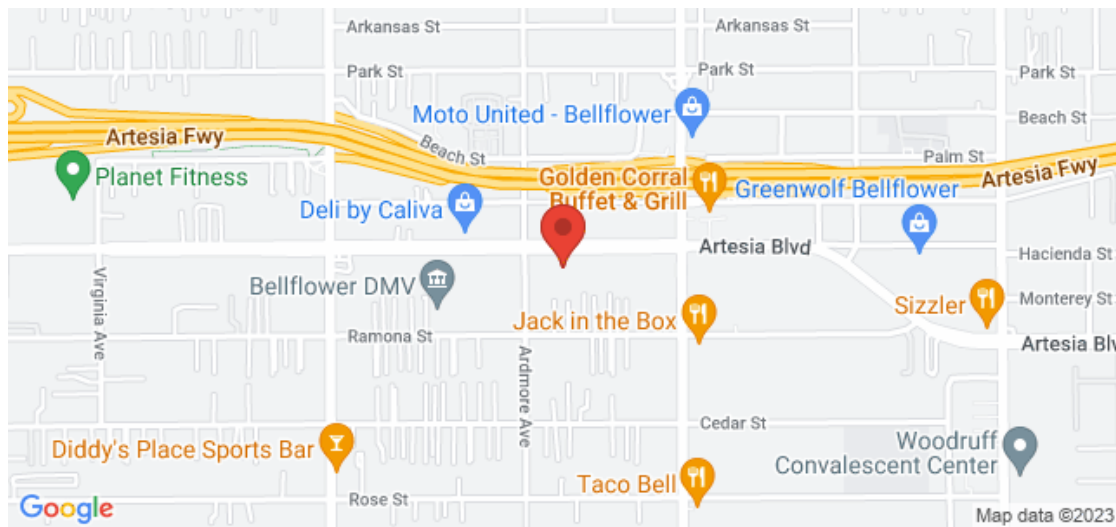 Arkansas St
Arkansas St
Park St
Park St
Park St
Moto United - Bellflower
Beach St
Artesia Fwy
Beach St
Palm St
Artesia Fwy
Planet Fitness
Golden Corral
Buffet & Grill
Greenwolf Bellflower
Deli by Caliva
Artesia Blvd
Hacienda St
Bellflower DMV
Virginia Ave
Monterey St
Sizzler
Jack in the Box
Ramona St
Artesia Blv
Ardmore Ave
Cedar St
Diddy's Place Sports Bar
Woodruff
Convalescent Center
Taco Bell
Rose St
Google
Map data ©2023